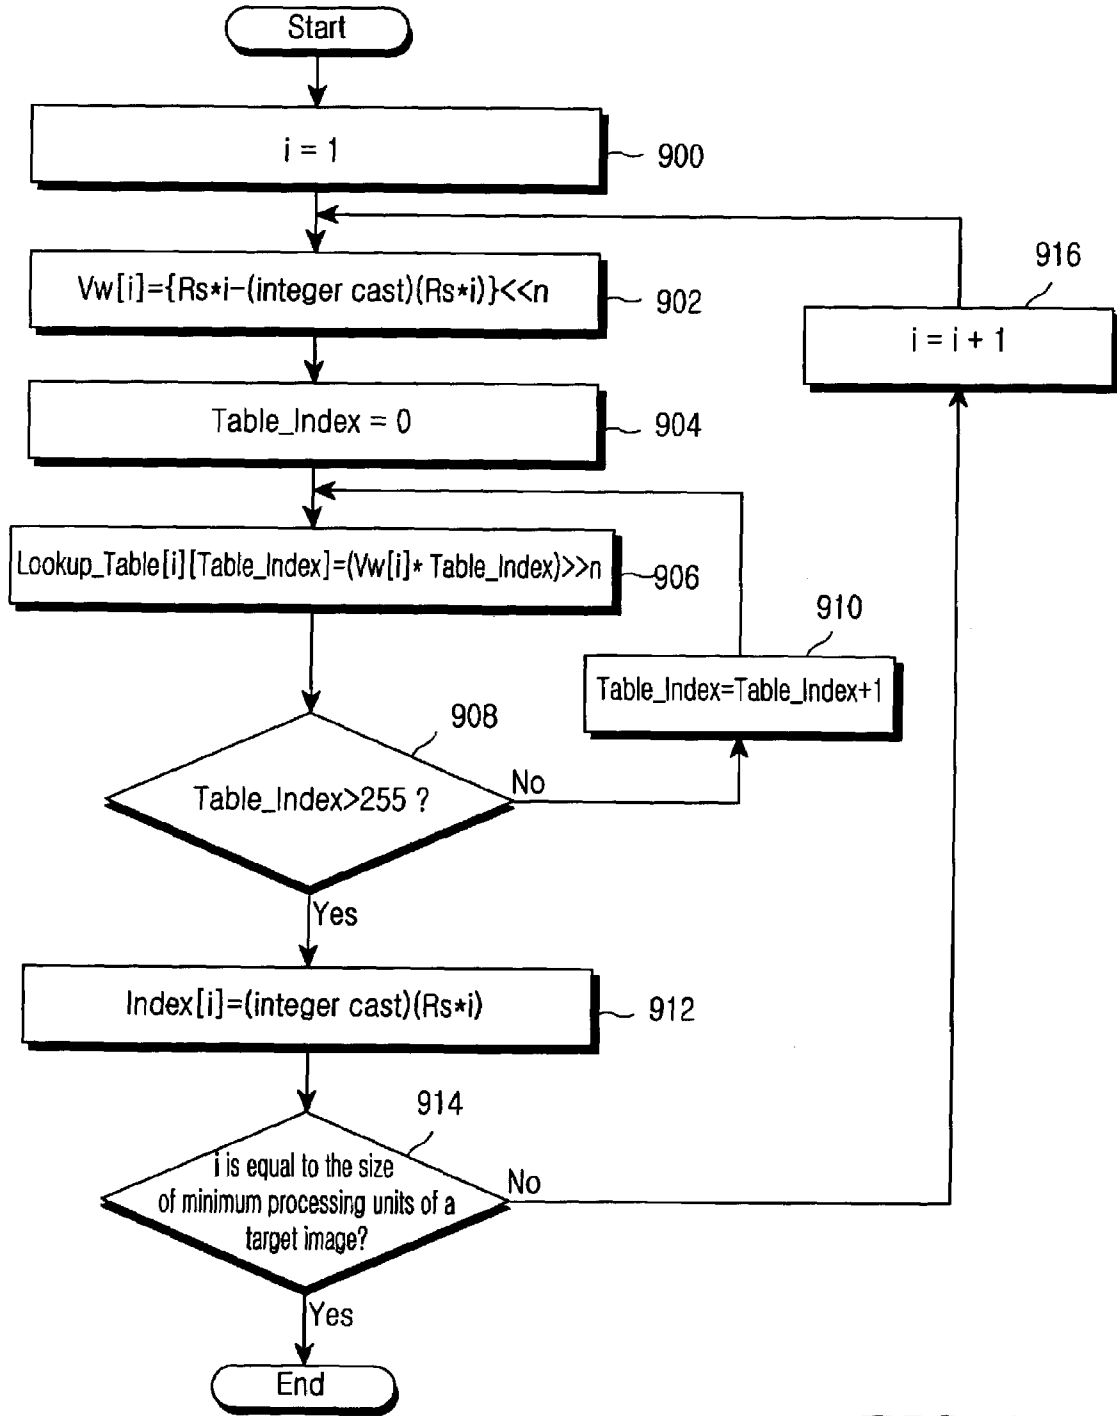 Start
i = 1
900
Vw[i]={Rs*i-(integer cast)(Rs*i)}<<n
902
916
i = i + 1
Table_Index = 0
904
Lookup_Table[i][Table_Index]=(Vw[i]* Table_Index)>>n
906
910
Table_Index=Table_Index+1
908
Table_Index>255 ?
No
Yes
Index[i]=(integer cast)(Rs*i)
912
914
i is equal to the size
of minimum processing units of a
target image?
No
Yes
End